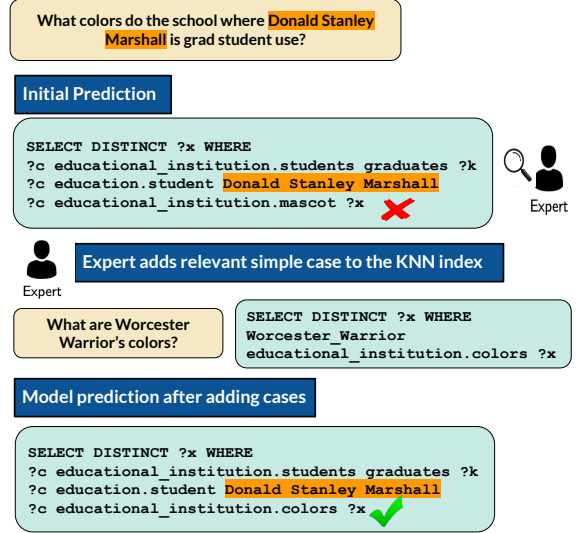 What colors do the school where Donald Stanley
Marshall is grad student use?
Initial Prediction
SELECT DISTINCT ?x WHERE
?c educational_institution.students graduates ?k
?c education.student Donald Stanley Marshall
?c educational_institution.mascot ?x
Expert
Expert adds relevant simple case to the KNN index
Expert
What are Worcester
Warrior's colors?
SELECT DISTINCT ?x WHERE
Worcester_Warrior
educational_institution.colors ?x
Model prediction after adding cases
SELECT DISTINCT ?x WHERE
?c educational_institution.students graduates ?k
?c education.student Donald Stanley Marshall
?c educational_institution.colors ?x